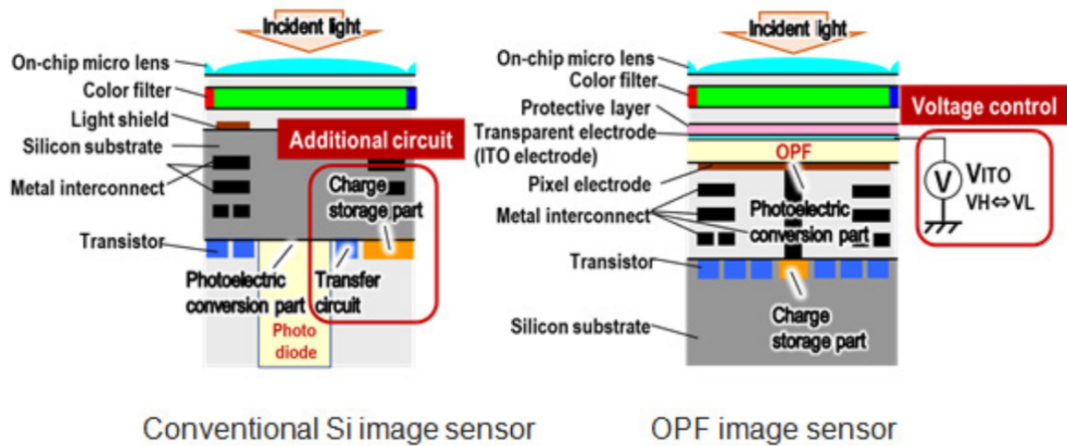 Incident light
On-chip micro lens
Color filter
Light shield
Silicon substrate
Metal interconnect
Transistor
Additional circuit
Charge
storage part
Photoelectric
conversion part
Transfer
circuit
Photo
diode
Conventional Si image sensor
Incident light
On-chip micro lens
Color filter
Protective layer
Transparent electrode
(ITO electrode)
Pixel electrode
Metal interconnect
Transistor
Silicon substrate
OPF
Photoelectric
conversion part
Charge
storage part
Voltage control
V
VITO
VH⇔VL
OPF image sensor